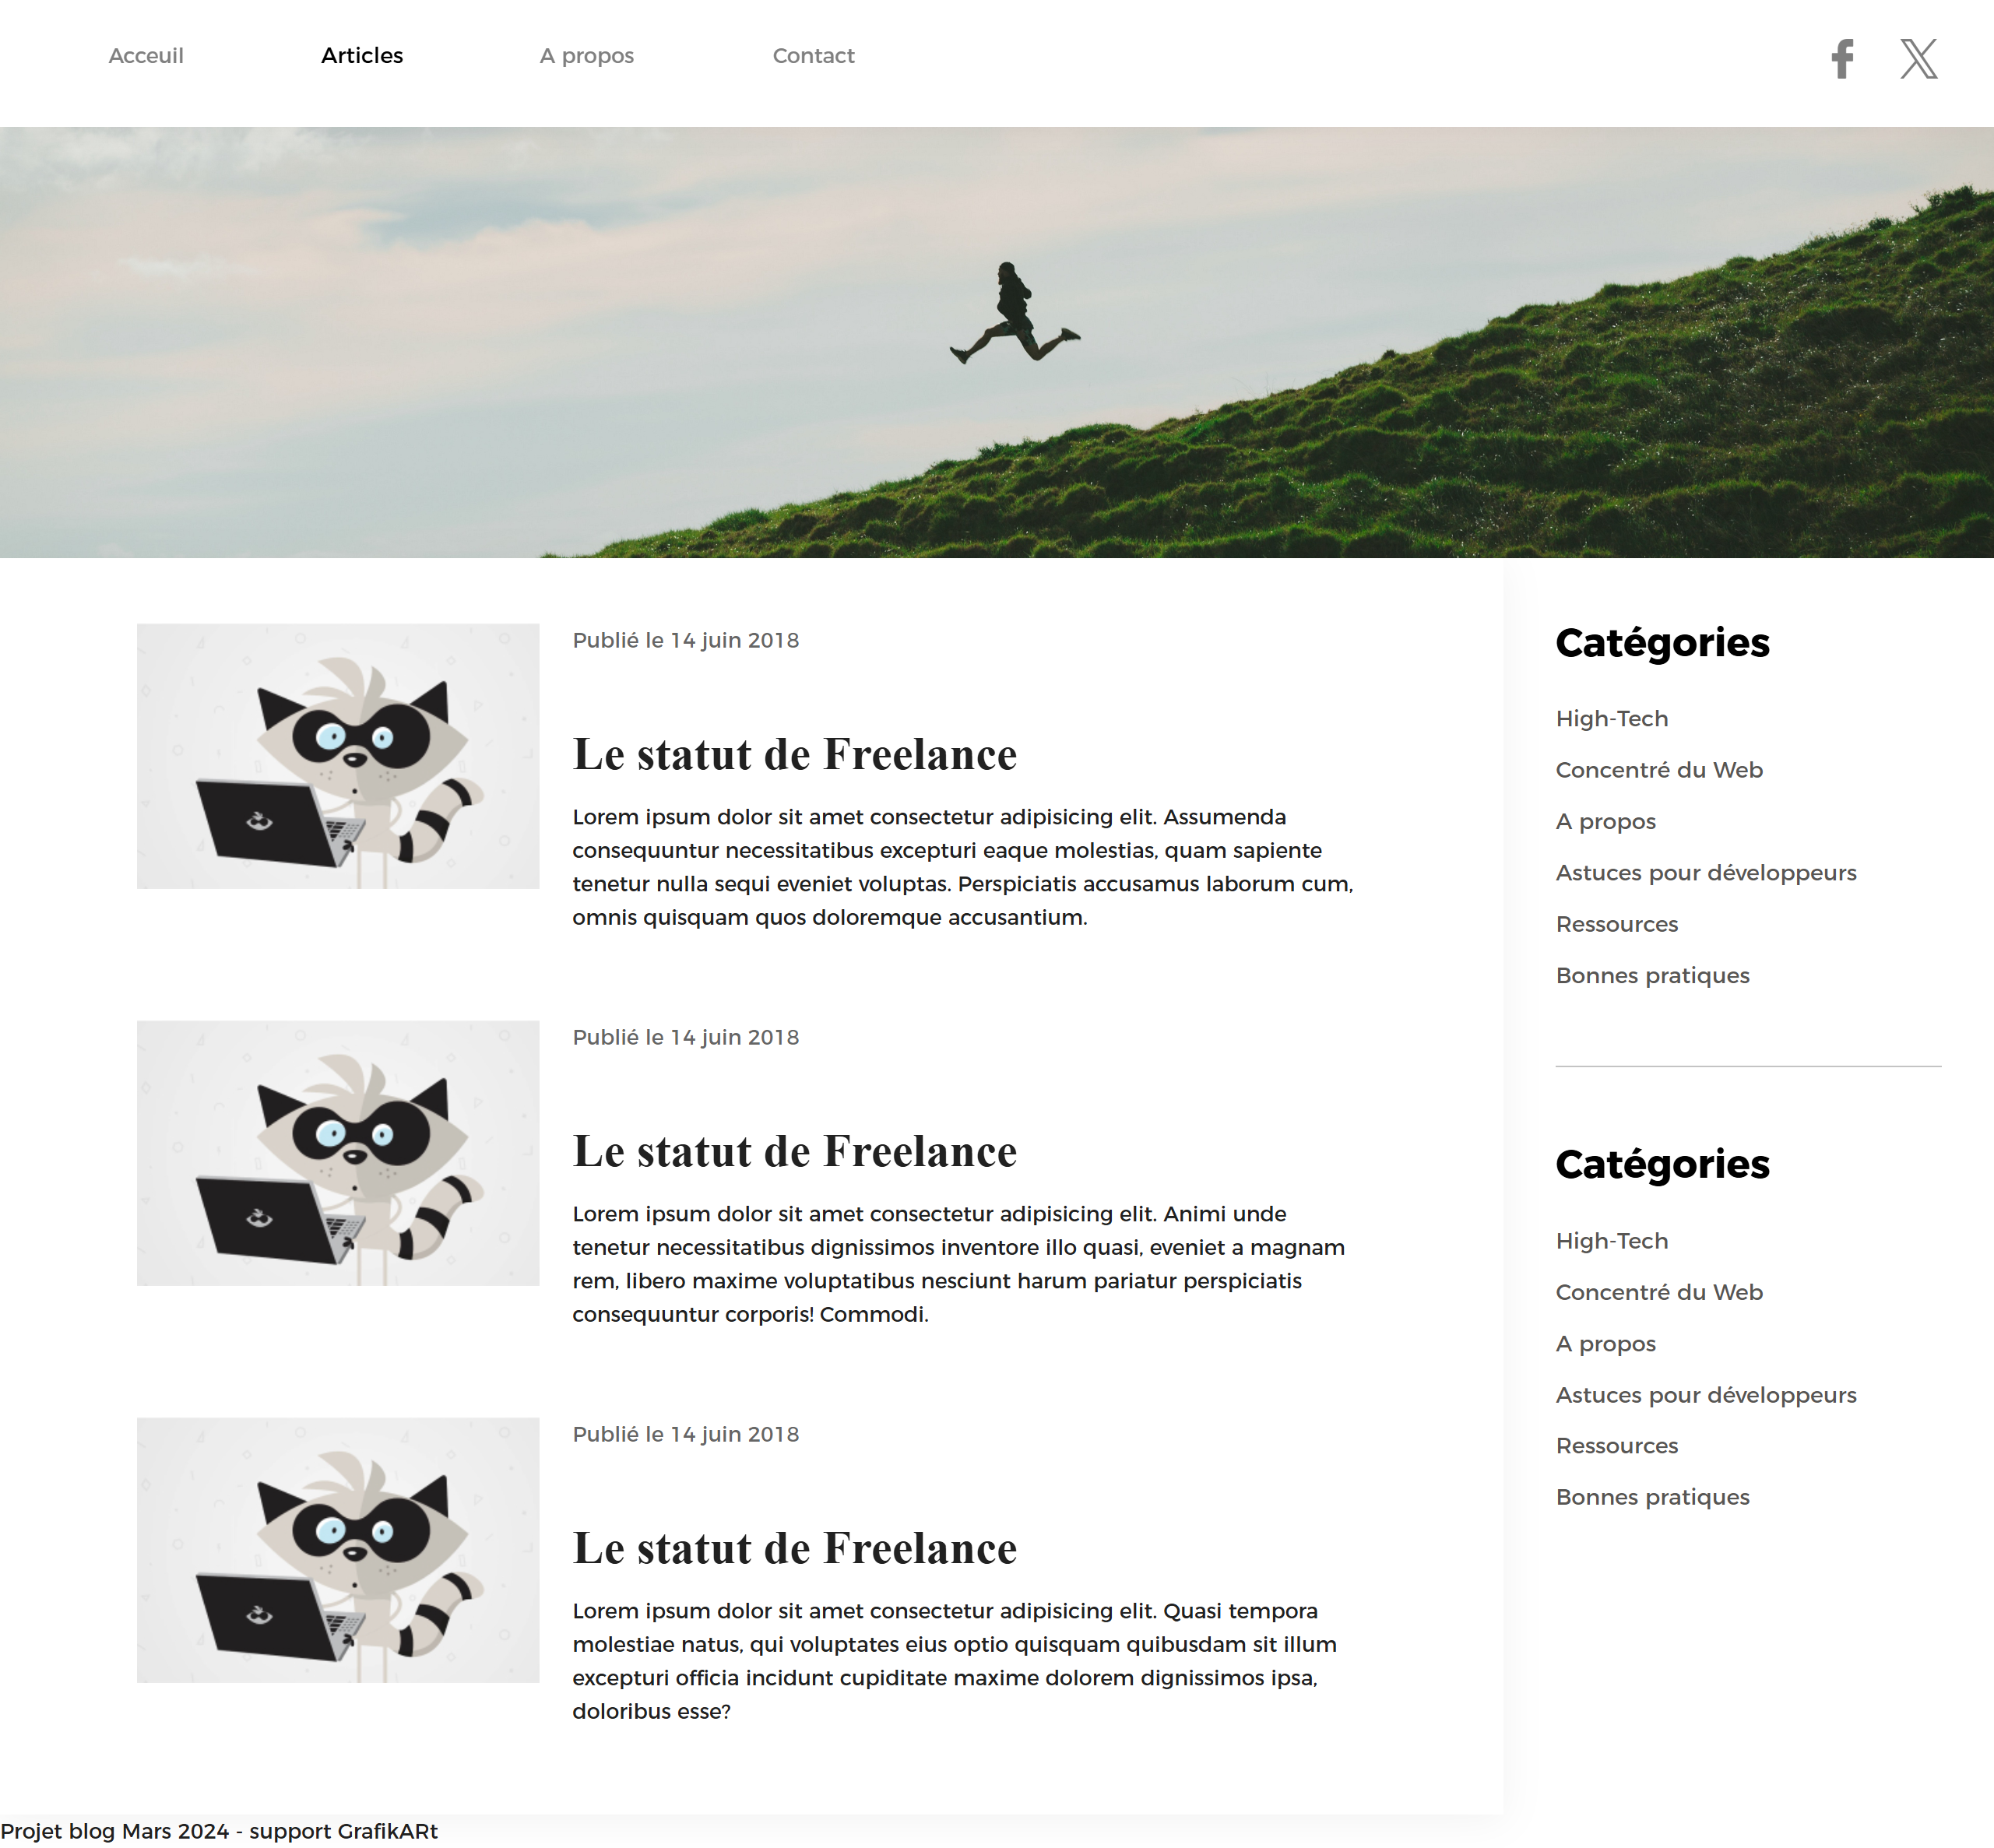 Acceuil
Articles
A propos
Contact
Publié le 14 juin 2018
Le statut de Freelance
Lorem ipsum dolor sit amet consectetur adipisicing elit. Assumenda
consequuntur necessitatibus excepturi eaque molestias, quam sapiente
tenetur nulla sequi eveniet voluptas. Perspiciatis accusamus laborum cum,
omnis quisquam quos doloremque accusantium.
Publié le 14 juin 2018
Le statut de Freelance
Lorem ipsum dolor sit amet consectetur adipisicing elit. Animi unde
tenetur necessitatibus dignissimos inventore illo quasi, eveniet a magnam
rem, libero maxime voluptatibus nesciunt harum pariatur perspiciatis
consequuntur corporis! Commodi.
Publié le 14 juin 2018
Le statut de Freelance
Lorem ipsum dolor sit amet consectetur adipisicing elit. Quasi tempora
molestiae natus, qui voluptates eius optio quisquam quibusdam sit illum
excepturi officia incidunt cupiditate maxime dolorem dignissimos ipsa,
doloribus esse?
Catégories
High-Tech
Concentré du Web
A propos
Astuces pour développeurs
Ressources
Bonnes pratiques
Catégories
High-Tech
Concentré du Web
A propos
Astuces pour développeurs
Ressources
Bonnes pratiques
Projet blog Mars 2024 - support GrafikARt